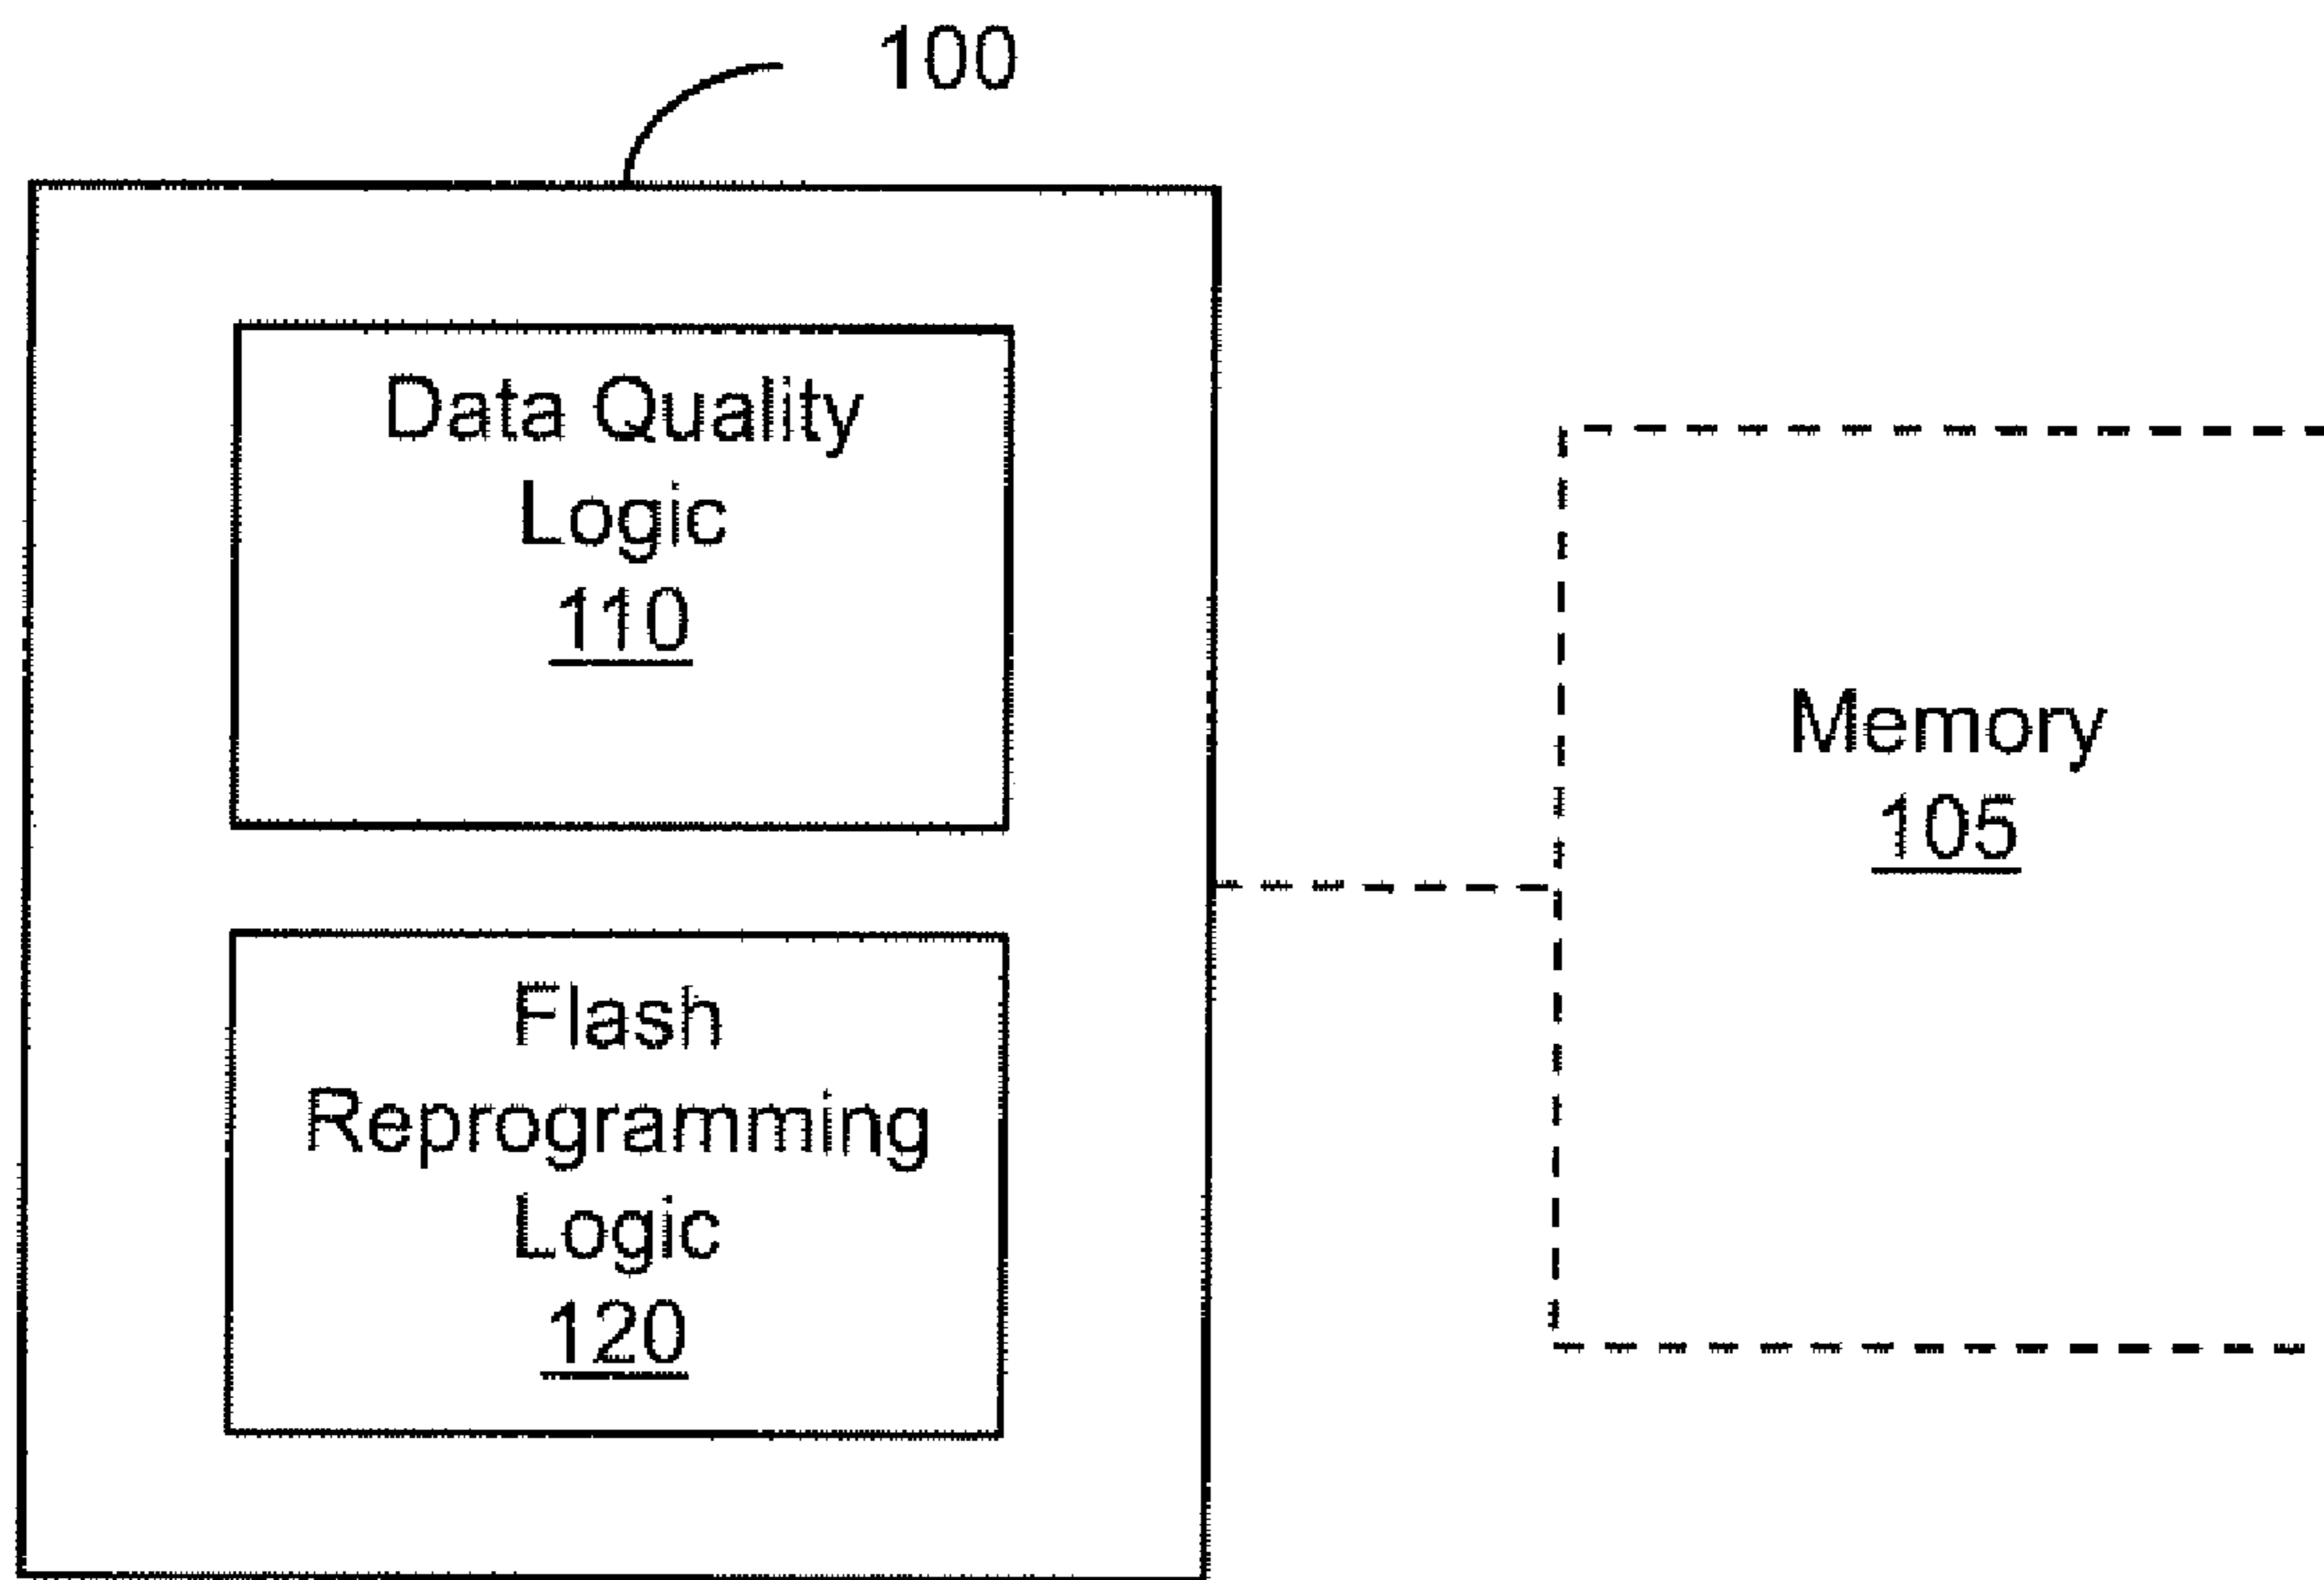 100
Data Quality
Logic
110
Flash
Reprogramming
Logic
120
Memory
105